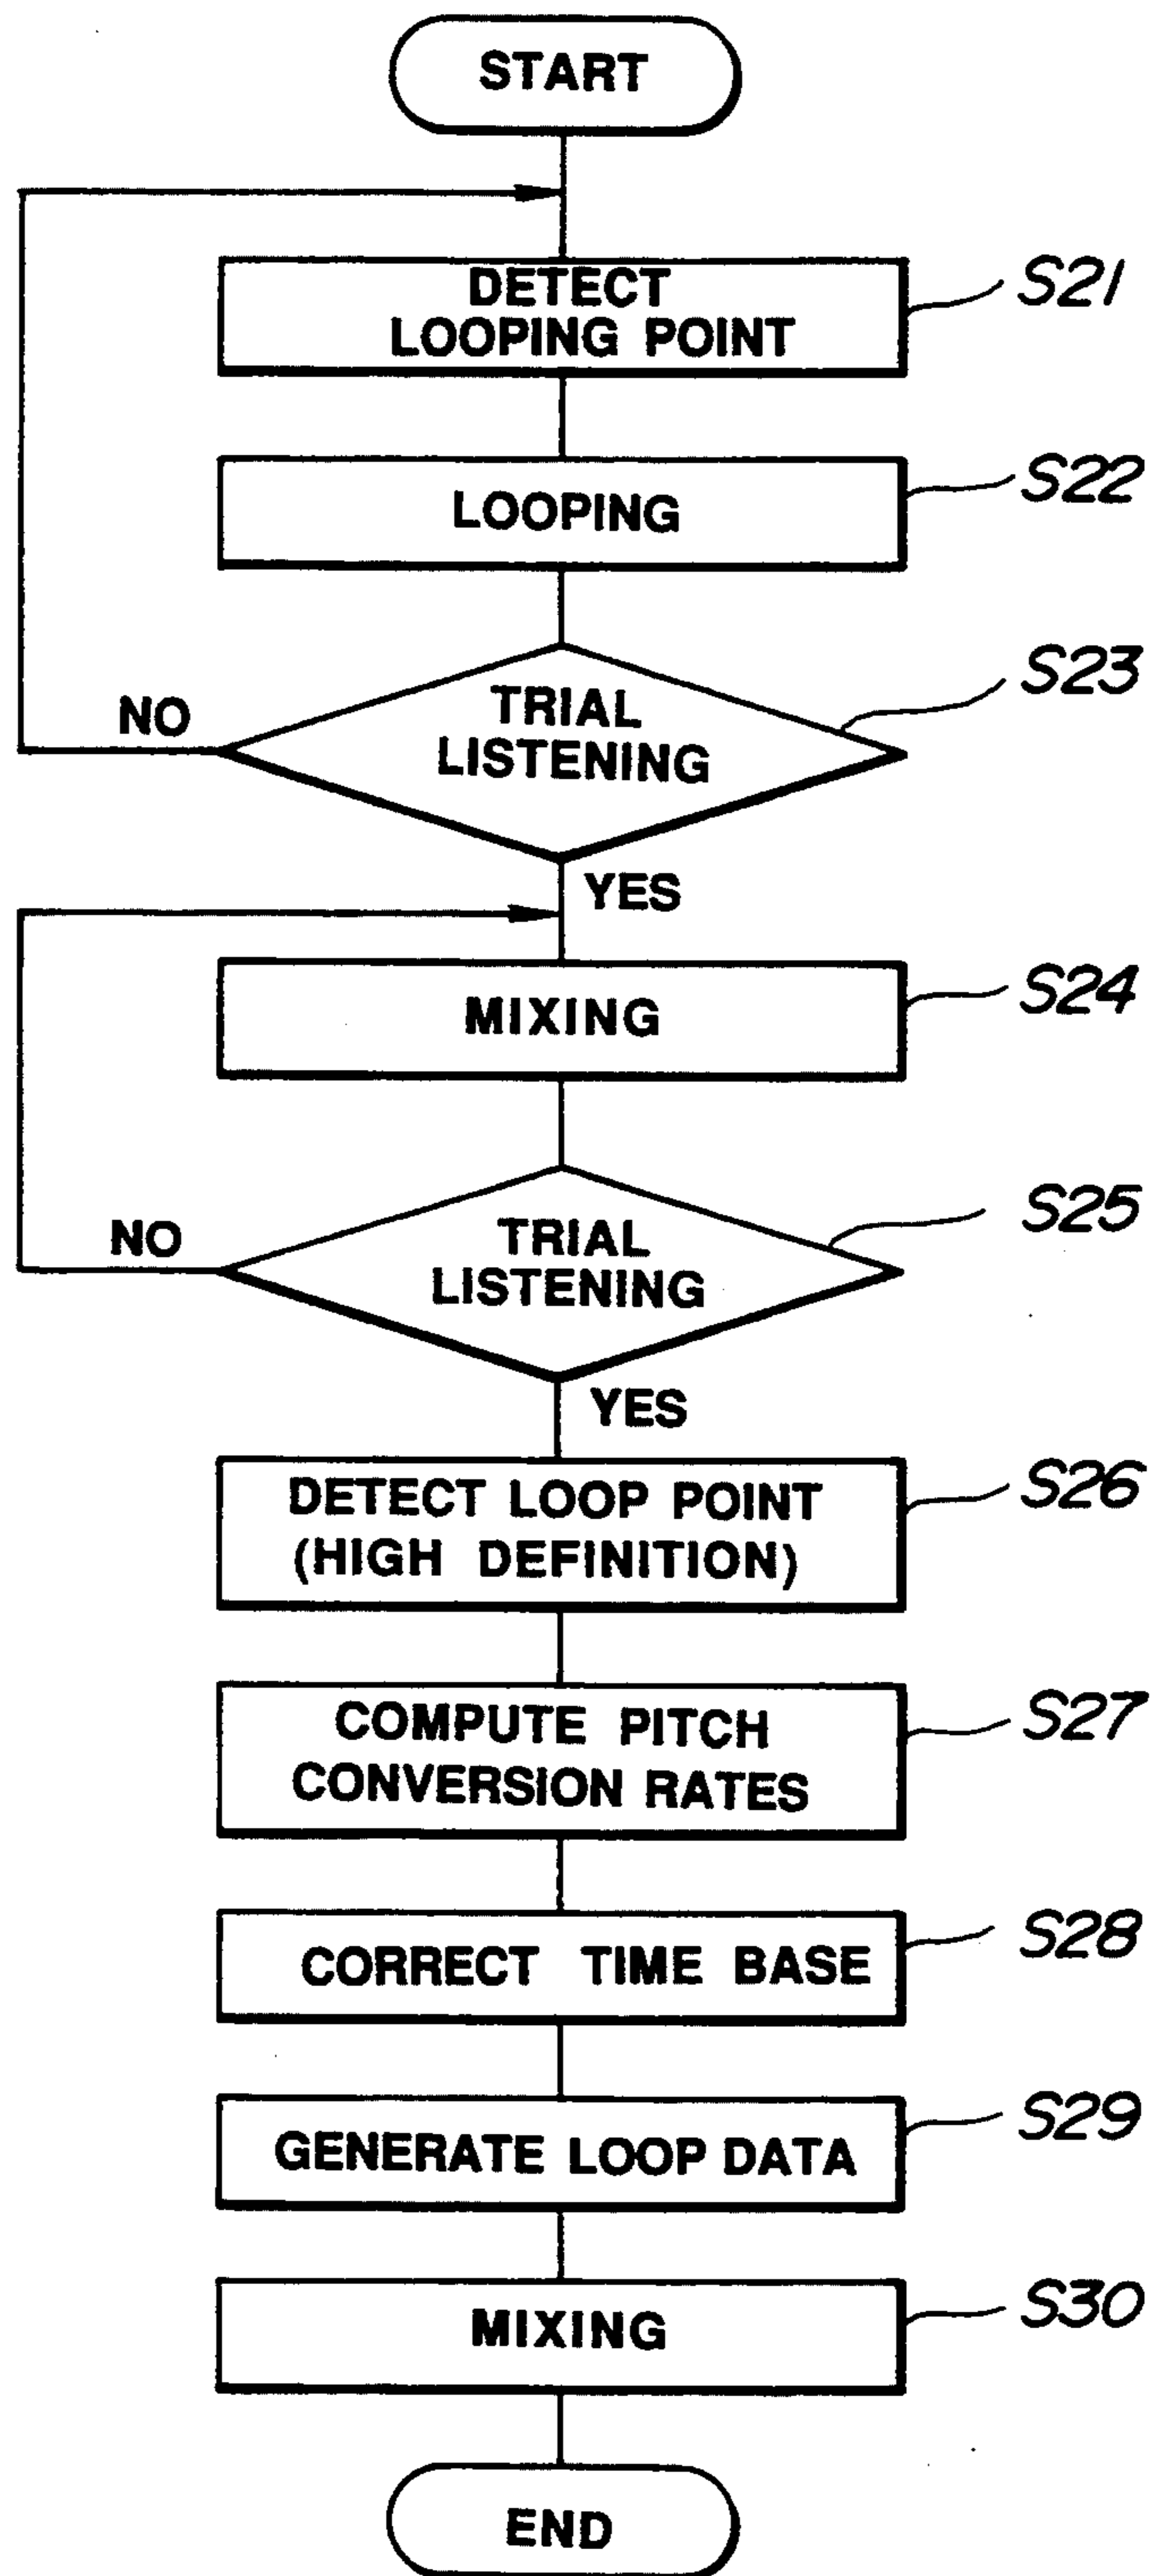 START
DETECT
LOOPING POINT
S21
LOOPING
S22
TRIAL
LISTENING
S23
NO
YES
MIXING
S24
TRIAL
LISTENING
S25
NO
YES
DETECT LOOP POINT
(HIGH DEFINITION)
S26
COMPUTE PITCH
CONVERSION RATES
S27
CORRECT TIME BASE
S28
GENERATE LOOP DATA
S29
MIXING
S30
END